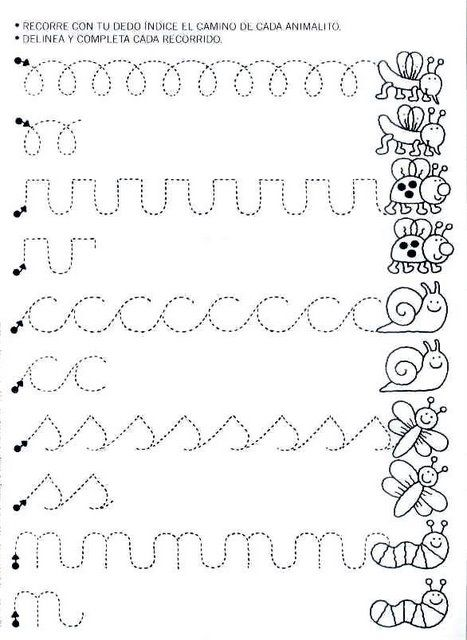 • RECORRE CON TU DEDO ÍNDICE EL CAMINO DE CADA ANIMALITO.
• DELINEA Y COMPLETA CADA RECORRIDO.